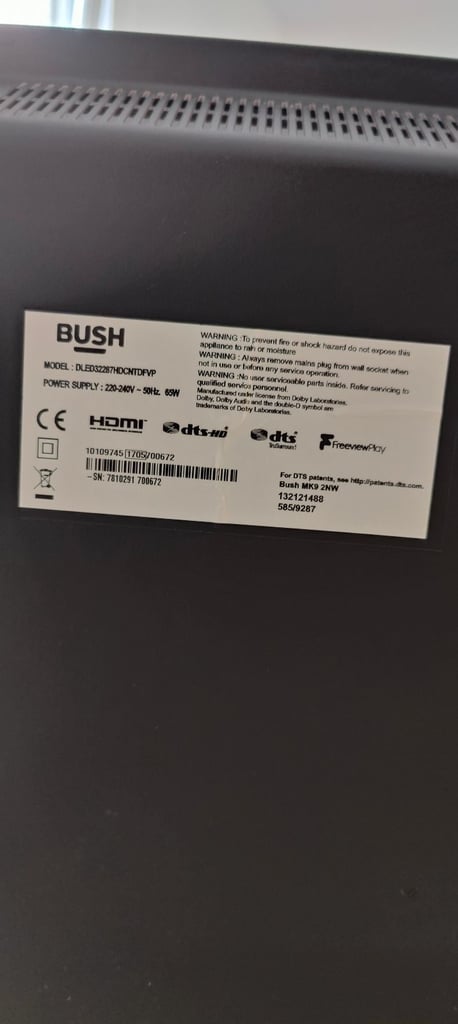 BUSH
MODEL : DLED32287HDCNTDFVP
POWER SUPPLY : 220-240V ~ 50Hz. 65W
WARNING :To prevent fire or shock hazard do not expose this
appliance to rain or moisture
WARNING : Always remove mains plug from wall socket when
not in use or before any service operation.
WARNING :No user serviceable parts inside. Refer servicing to
qualified service personnel.
Manufactured under license from Dolby Laboratories.
Dolby, Dolby Audio and the double-D symbol are
trademarks of Dolby Laboratories.
CE
HDMI
dts-HD
dts
TruSurround
FreeviewPlay
10109745 1705/00672
-SN: 7810291 700672
For DTS patents, see http://patents.dts.com.
Bush MK9 2NW
132121488
585/9287